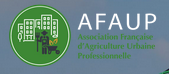 AFAUP
Association Française
d'Agriculture Urbaine
Professionnelle